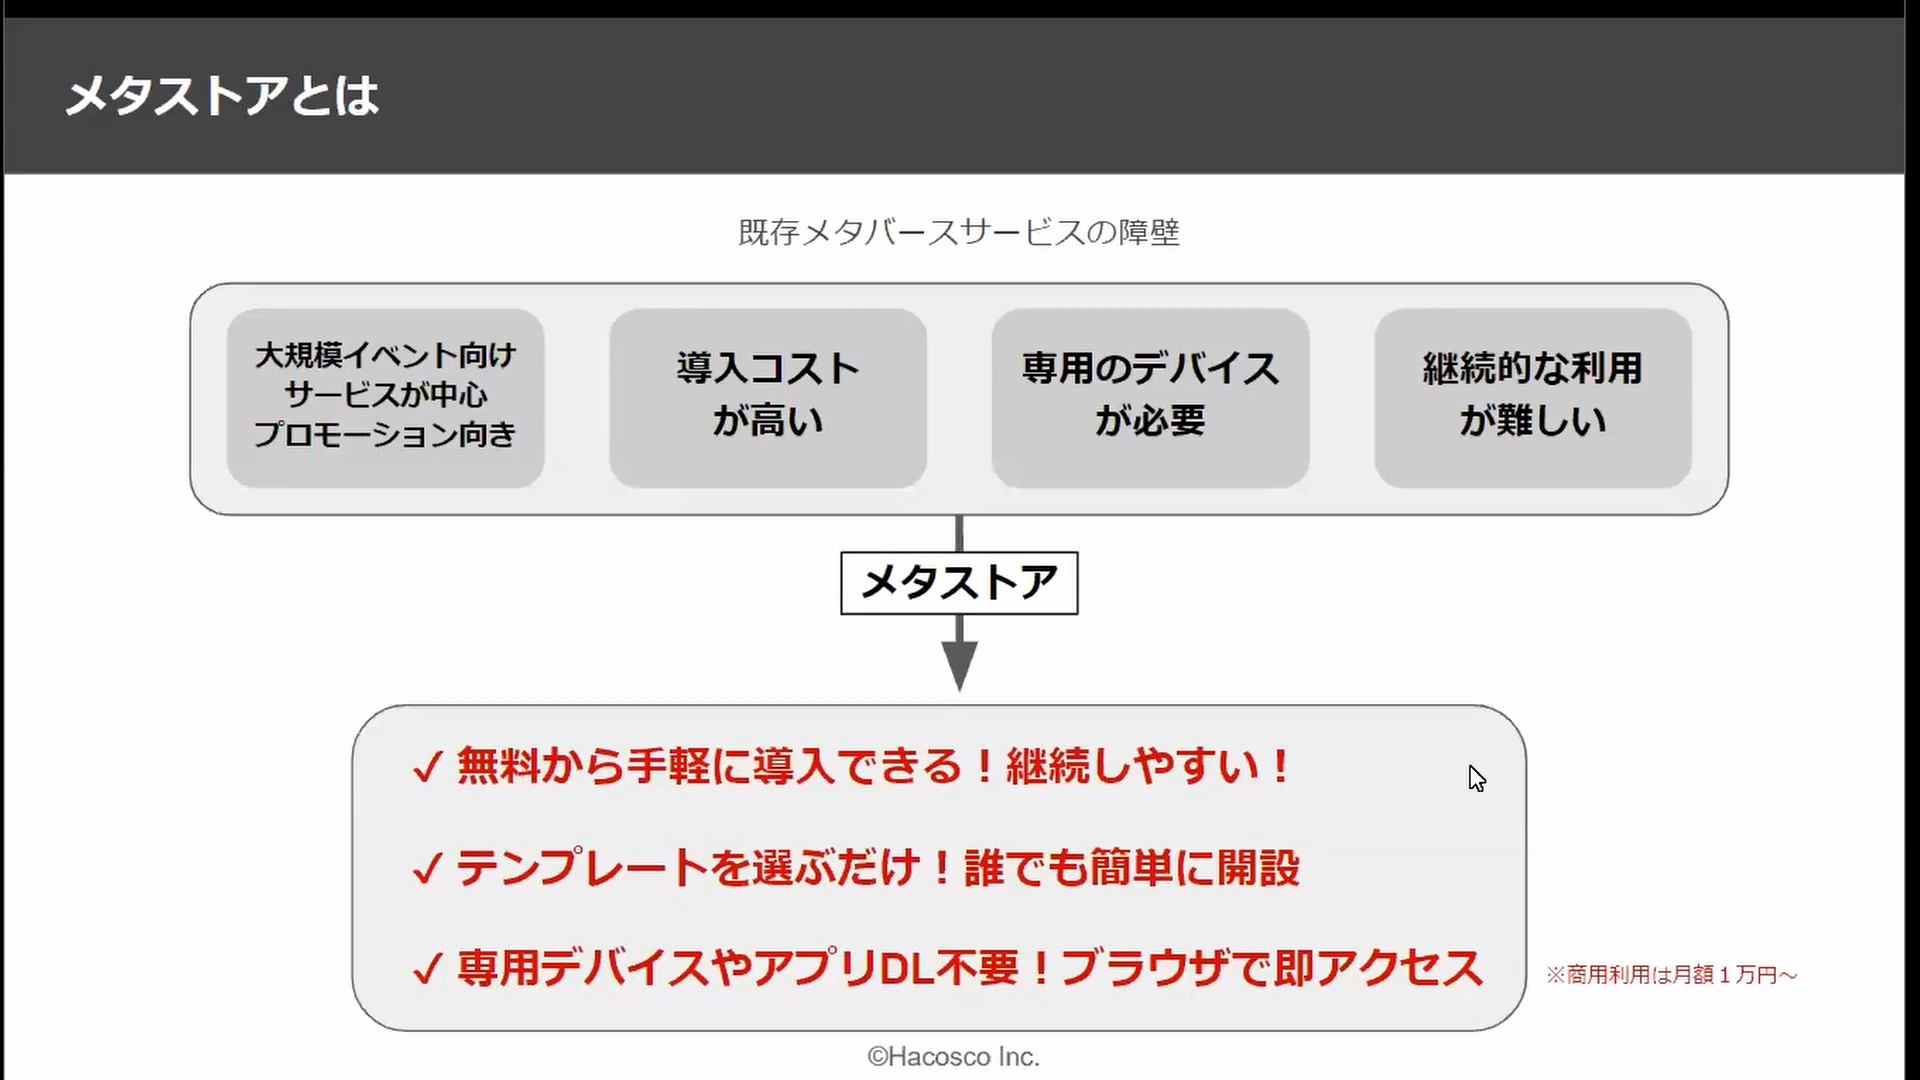 メタストアとは
既存メタバースサービスの障壁
大規模イベント向け
サービスが中心
プロモーション向き
導入コスト
が高い
専用のデバイス
が必要
継続的な利用
が難しい
メタストア
✓ 無料から手軽に導入できる！継続しやすい！
✓ テンプレートを選ぶだけ！誰でも簡単に開設
✓ 専用デバイスやアプリDL不要！ブラウザで即アクセス
※商用利用は月額１万円～
©Hacosco Inc.